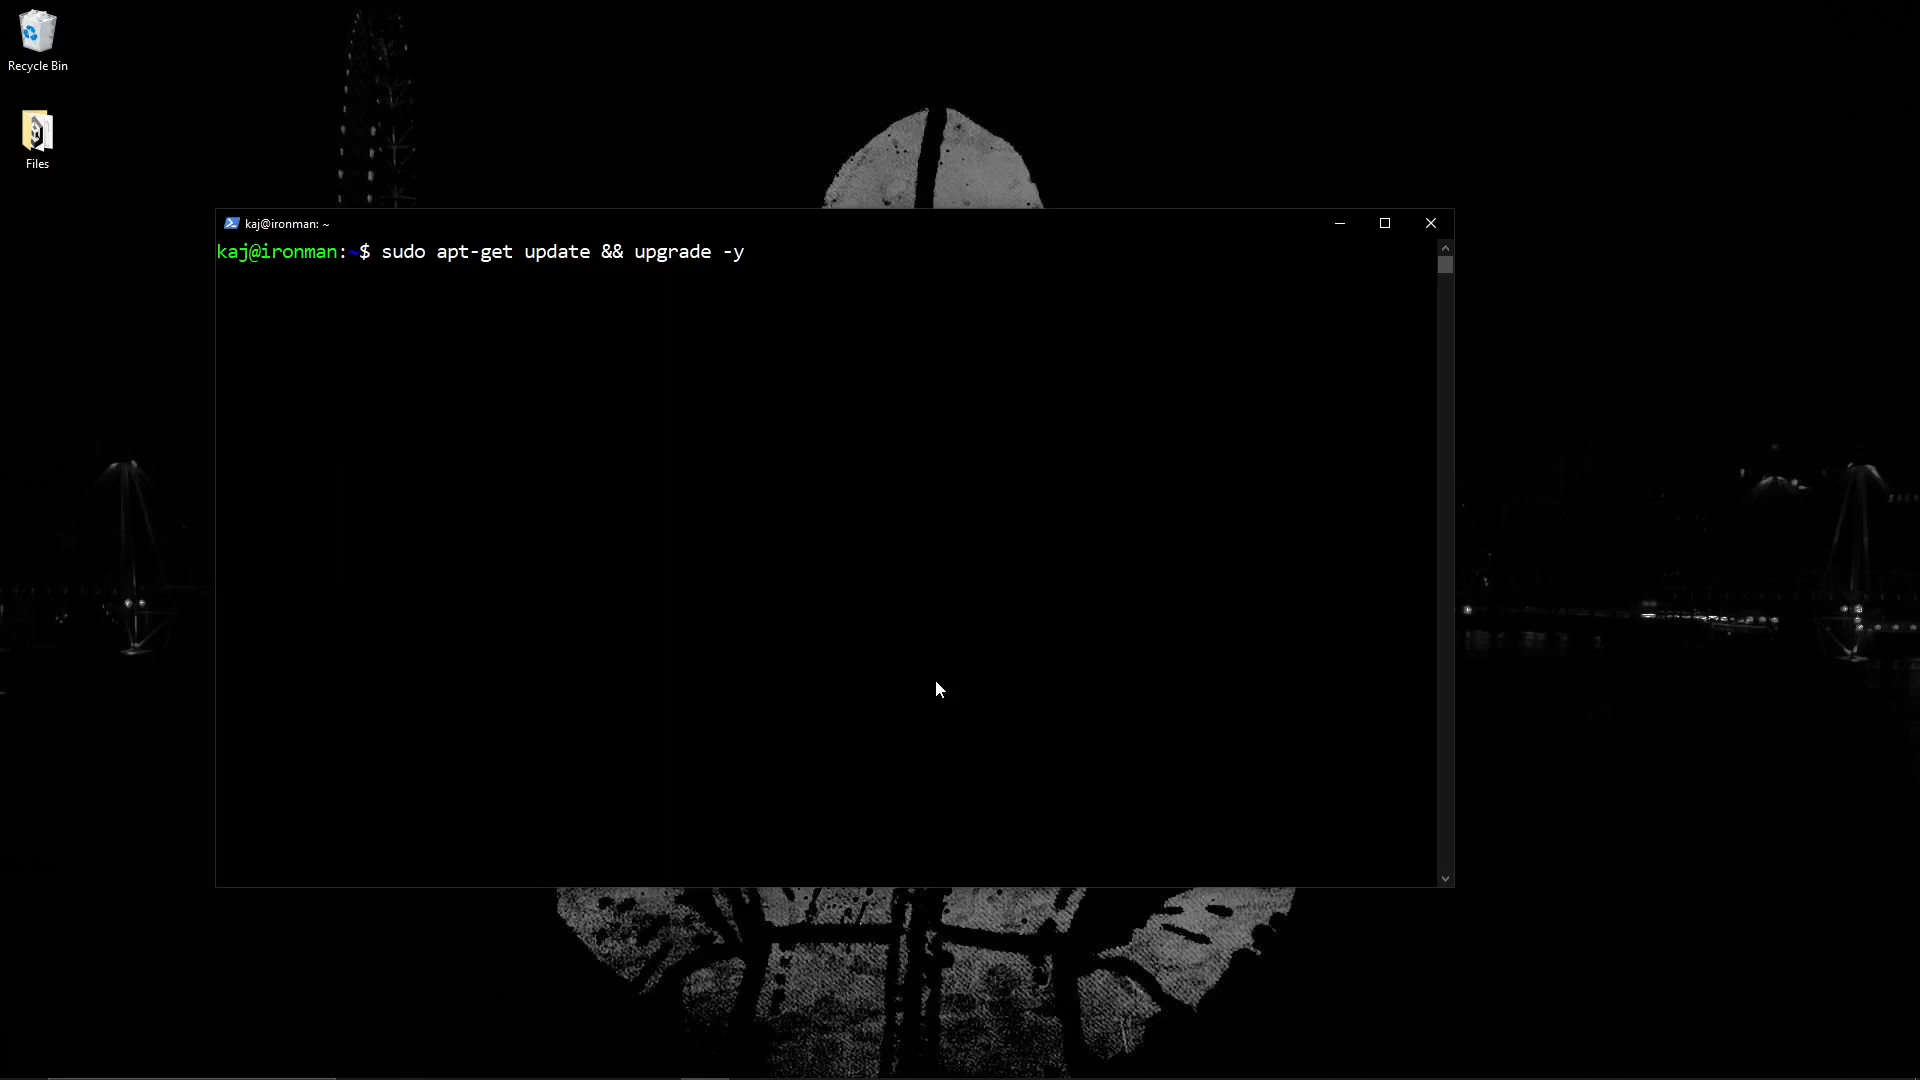 Recycle Bin
Files
kaj@ironman: ~
kaj@ironman:~$ sudo apt-get update && upgrade -y